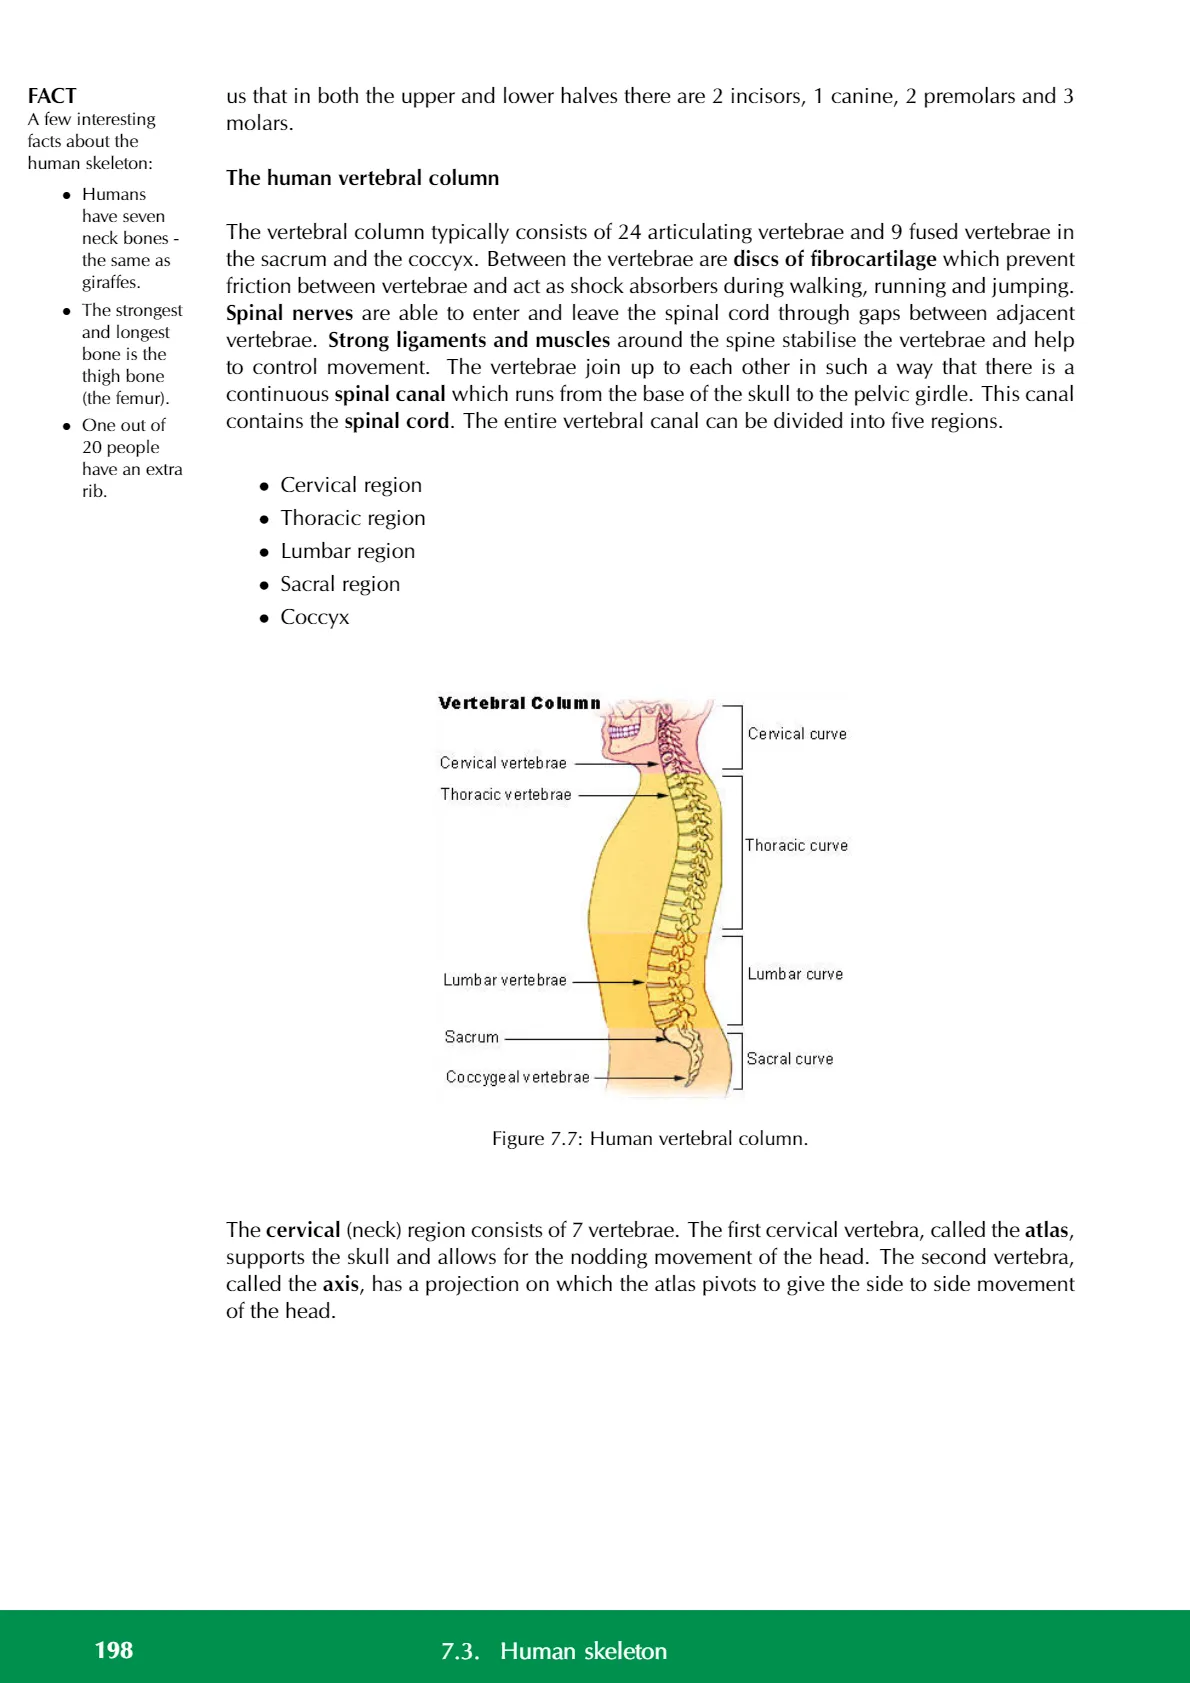 FACT
A few interesting
facts about the
human skeleton:
• Humans
have seven
neck bones -
the same as
giraffes.
• The strongest
and longest
bone is the
thigh bone
(the femur).
• One out of
20 people
have an extra
rib.
us that in both the upper and lower halves there are 2 incisors, 1 canine, 2 premolars and 3
molars.
The human vertebral column
The vertebral column typically consists of 24 articulating vertebrae and 9 fused vertebrae in
the sacrum and the coccyx. Between the vertebrae are discs of fibrocartilage which prevent
friction between vertebrae and act as shock absorbers during walking, running and jumping.
Spinal nerves are able to enter and leave the spinal cord through gaps between adjacent
vertebrae. Strong ligaments and muscles around the spine stabilise the vertebrae and help
to control movement. The vertebrae join up to each other in such a way that there is a
continuous spinal canal which runs from the base of the skull to the pelvic girdle. This canal
contains the spinal cord. The entire vertebral canal can be divided into five regions.
• Cervical region
• Thoracic region
• Lumbar region
• Sacral region
• Coccyx
Vertebral Column
Cervical curve
Cervical vertebrae
Thoracic vertebrae
Thoracic curve
Lumbar curve
Lumbar vertebrae
Sacrum
Sacral curve
Coccygeal vertebrae
Figure 7.7: Human vertebral column.
The cervical (neck) region consists of 7 vertebrae. The first cervical vertebra, called the atlas,
supports the skull and allows for the nodding movement of the head. The second vertebra,
called the axis, has a projection on which the atlas pivots to give the side to side movement
of the head.
198
7.3. Human skeleton